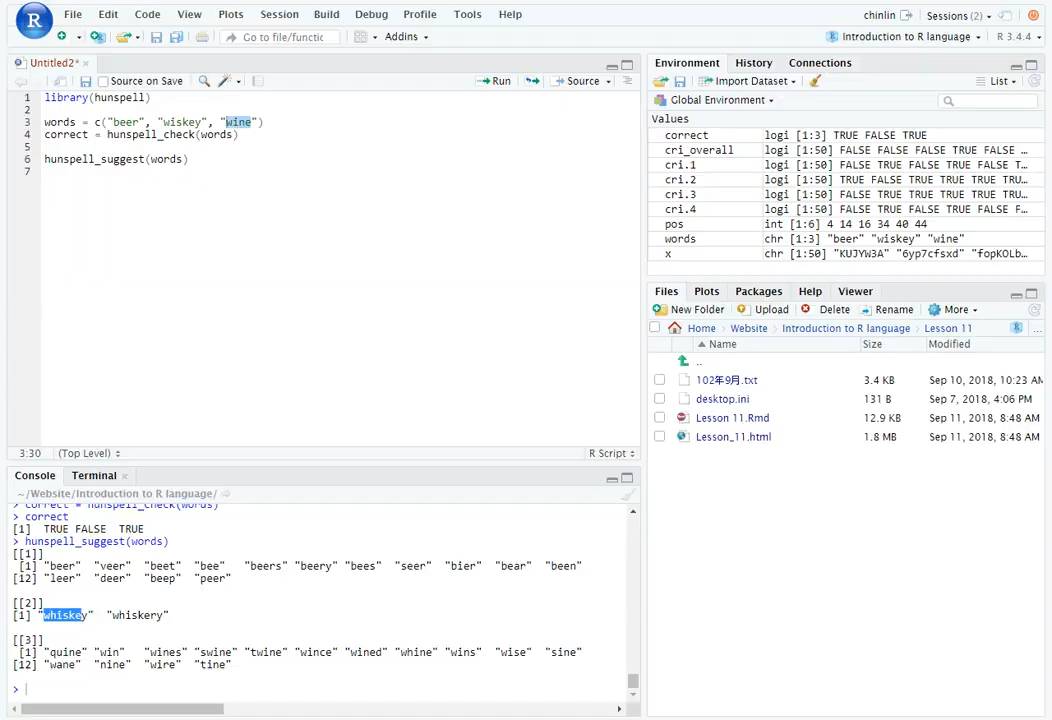 File Edit Code View Plots Session Build Debug Profile Tools Help
chinlin Sessions (2)
Go to file/functic Addins
Introduction to R language R 3.4.4
Untitled2*
Source on Save Run Source
1 library(hunspell)
2
3 words = c("beer", "wiskey", "wine")
4 correct = hunspell_check(words)
5
6 hunspell_suggest(words)
7
3:30 (Top Level) R Script
Console Terminal
~/Website/Introduction to R language/
> correct = hunspell_check(words)
> correct
[1]  TRUE FALSE  TRUE
> hunspell_suggest(words)
[[1]]
 [1] "beer"  "veer"  "beet"  "bee"   "beers" "beery" "bees"  "seer"  "bier"  "bear"  "been"
[12] "leer"  "deer"  "beep"  "peer"
[[2]]
[1] "whiskey"  "whiskery"
[[3]]
 [1] "quine" "win"   "wines" "swine" "twine" "wince" "wined" "whine" "wins"  "wise"  "sine"
[12] "wane"  "nine"  "wire"  "tine"
>
Environment History Connections
Import Dataset List
Global Environment
Values
correct logi [1:3] TRUE FALSE TRUE
cri_overall logi [1:50] FALSE FALSE FALSE TRUE FALSE …
cri.1 logi [1:50] FALSE TRUE FALSE TRUE FALSE T…
cri.2 logi [1:50] TRUE FALSE TRUE TRUE TRUE TRU…
cri.3 logi [1:50] FALSE TRUE TRUE TRUE TRUE TRU…
cri.4 logi [1:50] FALSE TRUE FALSE TRUE FALSE F…
pos int [1:6] 4 14 16 34 40 44
words chr [1:3] "beer" "wiskey" "wine"
x chr [1:50] "KUJYW3A" "6yp7cfsxd" "fopKOLb…
Files Plots Packages Help Viewer
New Folder Upload Delete Rename More
Home Website Introduction to R language Lesson 11 ...
Name Size Modified
..
102年9月.txt 3.4 KB Sep 10, 2018, 10:23 AM
desktop.ini 131 B Sep 7, 2018, 4:06 PM
Lesson 11.Rmd 12.9 KB Sep 11, 2018, 8:48 AM
Lesson_11.html 1.8 MB Sep 11, 2018, 8:48 AM